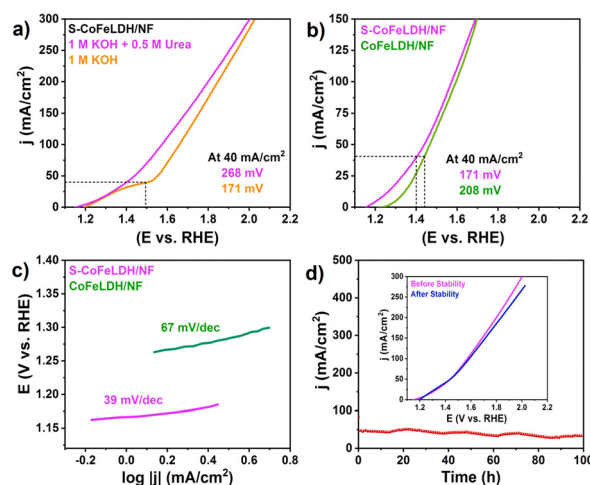 a)
S-CoFeLDH/NF
1 M KOH + 0.5 M Urea
1 M KOH
At 40 mA/cm²
268 mV
171 mV
j (mA/cm²)
300
250
200
150
100
50
0
1.2 1.4 1.6 1.8 2.0 2.2
(E vs. RHE)
b)
S-CoFeLDH/NF
CoFeLDH/NF
At 40 mA/cm²
171 mV
208 mV
j (mA/cm²)
150
125
100
75
50
25
0
1.2 1.4 1.6 1.8 2.0 2.2
(E vs. RHE)
c)
S-CoFeLDH/NF
CoFeLDH/NF
67 mV/dec
39 mV/dec
E (V vs. RHE)
1.40
1.35
1.30
1.25
1.20
1.15
-0.2 0.0 0.2 0.4 0.6 0.8
log |j| (mA/cm²)
d)
Before Stability
After Stability
j (mA/cm²)
300
250
200
150
100
50
0
1.2 1.4 1.6 1.8 2.0 2.2
E (V vs. RHE)
j (mA/cm²)
500
400
300
200
100
0
0 20 40 60 80 100
Time (h)